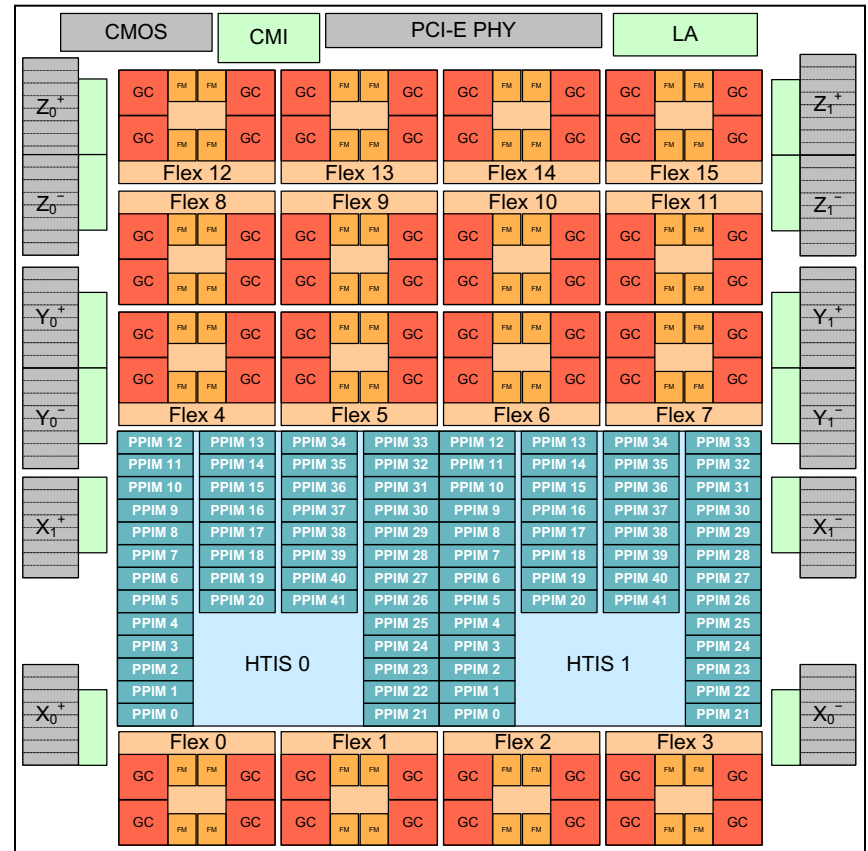 CMOS CMI PCI-E PHY LA
GC FM FM GC GC FM FM GC GC FM FM GC GC FM FM GC
Z₀⁺ Z₁⁺
GC FM FM GC GC FM FM GC GC FM FM GC GC FM FM GC
Flex 12 Flex 13 Flex 14 Flex 15
Z₀⁻ Flex 8 Flex 9 Flex 10 Flex 11 Z₁⁻
GC FM FM GC GC FM FM GC GC FM FM GC GC FM FM GC
GC FM FM GC GC FM FM GC GC FM FM GC GC FM FM GC
Y₀⁺ Y₁⁺
GC FM FM GC GC FM FM GC GC FM FM GC GC FM FM GC
GC FM FM GC GC FM FM GC GC FM FM GC GC FM FM GC
Y₀⁻ Flex 4 Flex 5 Flex 6 Flex 7 Y₁⁻
PPIM 12 PPIM 13 PPIM 34 PPIM 33 PPIM 12 PPIM 13 PPIM 34 PPIM 33
PPIM 11 PPIM 14 PPIM 35 PPIM 32 PPIM 11 PPIM 14 PPIM 35 PPIM 32
PPIM 10 PPIM 15 PPIM 36 PPIM 31 PPIM 10 PPIM 15 PPIM 36 PPIM 31
PPIM 9 PPIM 16 PPIM 37 PPIM 30 PPIM 9 PPIM 16 PPIM 37 PPIM 30
X₁⁺ PPIM 8 PPIM 17 PPIM 38 PPIM 29 PPIM 8 PPIM 17 PPIM 38 PPIM 29 X₁⁻
PPIM 7 PPIM 18 PPIM 39 PPIM 28 PPIM 7 PPIM 18 PPIM 39 PPIM 28
PPIM 6 PPIM 19 PPIM 40 PPIM 27 PPIM 6 PPIM 19 PPIM 40 PPIM 27
PPIM 5 PPIM 20 PPIM 41 PPIM 26 PPIM 5 PPIM 20 PPIM 41 PPIM 26
PPIM 4 PPIM 25 PPIM 4 PPIM 25
PPIM 3 PPIM 24 PPIM 3 PPIM 24
PPIM 2 HTIS 0 PPIM 23 PPIM 2 HTIS 1 PPIM 23
PPIM 1 PPIM 22 PPIM 1 PPIM 22
X₀⁺ PPIM 0 PPIM 21 PPIM 0 PPIM 21 X₀⁻
Flex 0 Flex 1 Flex 2 Flex 3
GC FM FM GC GC FM FM GC GC FM FM GC GC FM FM GC
GC FM FM GC GC FM FM GC GC FM FM GC GC FM FM GC